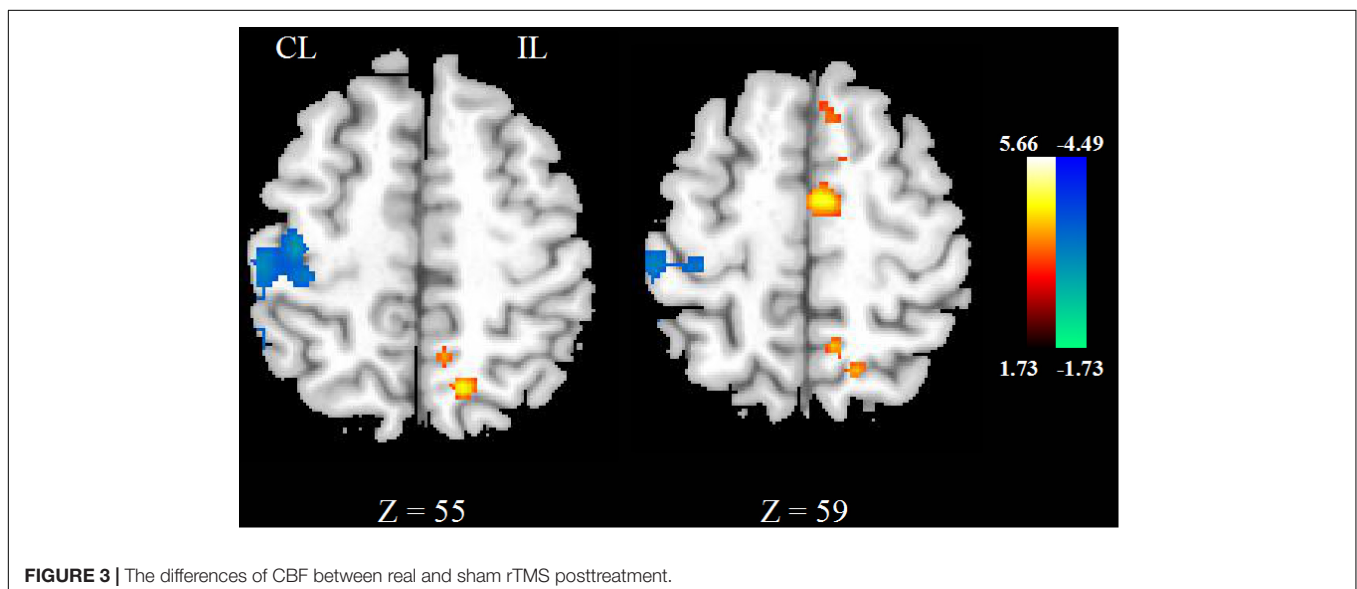 CL IL
5.66 -4.49
1.73 -1.73
Z = 55 Z = 59
FIGURE 3 | The differences of CBF between real and sham rTMS posttreatment.